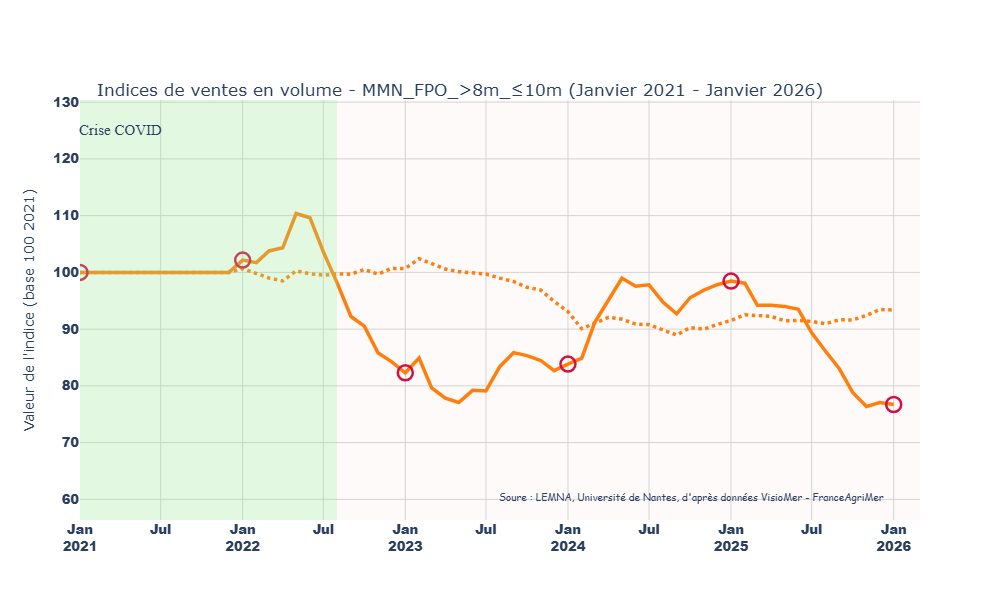 Indices de ventes en volume - MMN_FPO_>8m_≤10m (Janvier 2021 - Janvier 2026)
130
Crise COVID
120
110
100
90
80
70
60
Valeur de l'indice (base 100 2021)
Soure : LEMNA, Université de Nantes, d'après données VisioMer - FranceAgriMer
Jan Jul Jan Jul Jan Jul Jan Jul Jan Jul Jan
2021 2022 2023 2024 2025 2026